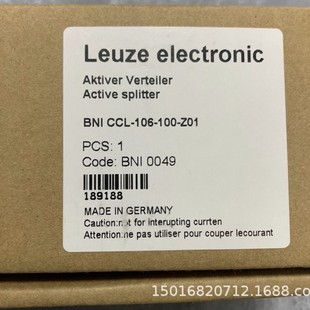 Leuze electronic
Aktiver Verteiler
Active splitter
BNI CCL-106-100-Z01
PCS: 1
Code: BNI 0049
189188
MADE IN GERMANY
Caution:not for interupting currten
Attention:ne pas utiliser pour couper lecourant
15016820712.1688.co